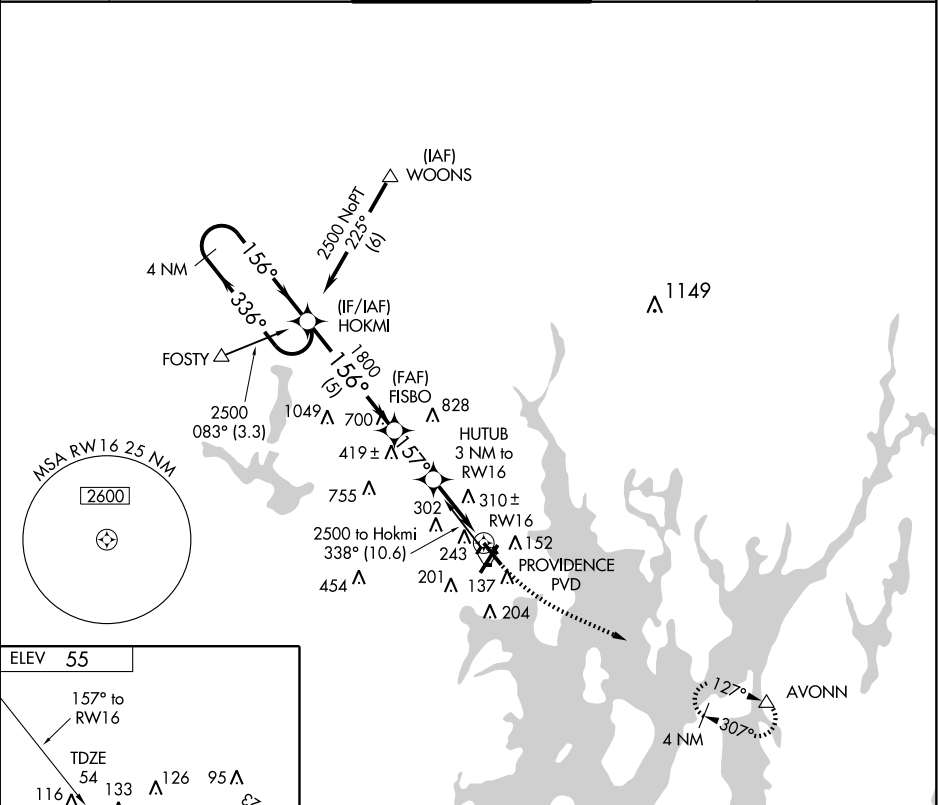 (IAF)
WOONS
2500 NoPT
225°
(6)
4 NM
156°
336°
(IF/IAF)
HOKMI
1149
FOSTY
1800
156°
(5)
(FAF)
FISBO
2500
083° (3.3)
1049
700
828
419 ±
157°
HUTUB
3 NM to
RW16
MSA RW16 25 NM
2600
755
302
310 ±
RW16
2500 to Hokmi
338° (10.6)
243
152
PROVIDENCE
PVD
454
201
137
204
ELEV 55
157° to
RW16
TDZE
54
116
133
126
95
127°
AVONN
307°
4 NM